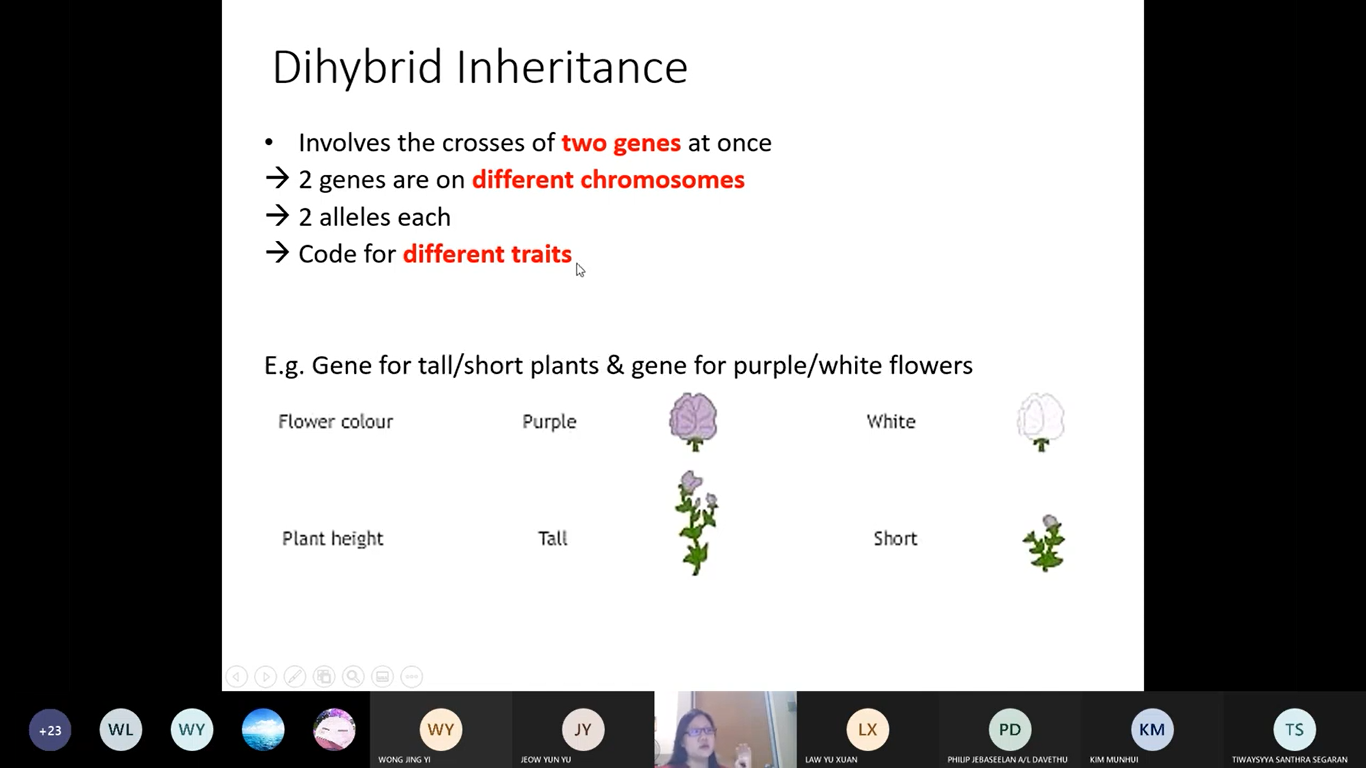 Dihybrid Inheritance
• Involves the crosses of two genes at once
→ 2 genes are on different chromosomes
→ 2 alleles each
→ Code for different traits
E.g. Gene for tall/short plants & gene for purple/white flowers
Flower colour Purple White
Plant height Tall Short
+23 WL WY WY JY LX PD KM TS
WONG JING YI JEOW YUN YU LAW YU XUAN PHILIP JEBASEELAN A/L DAVETHU KIM MUNHUI TIWAYSYYA SANTHRA SEGARAN